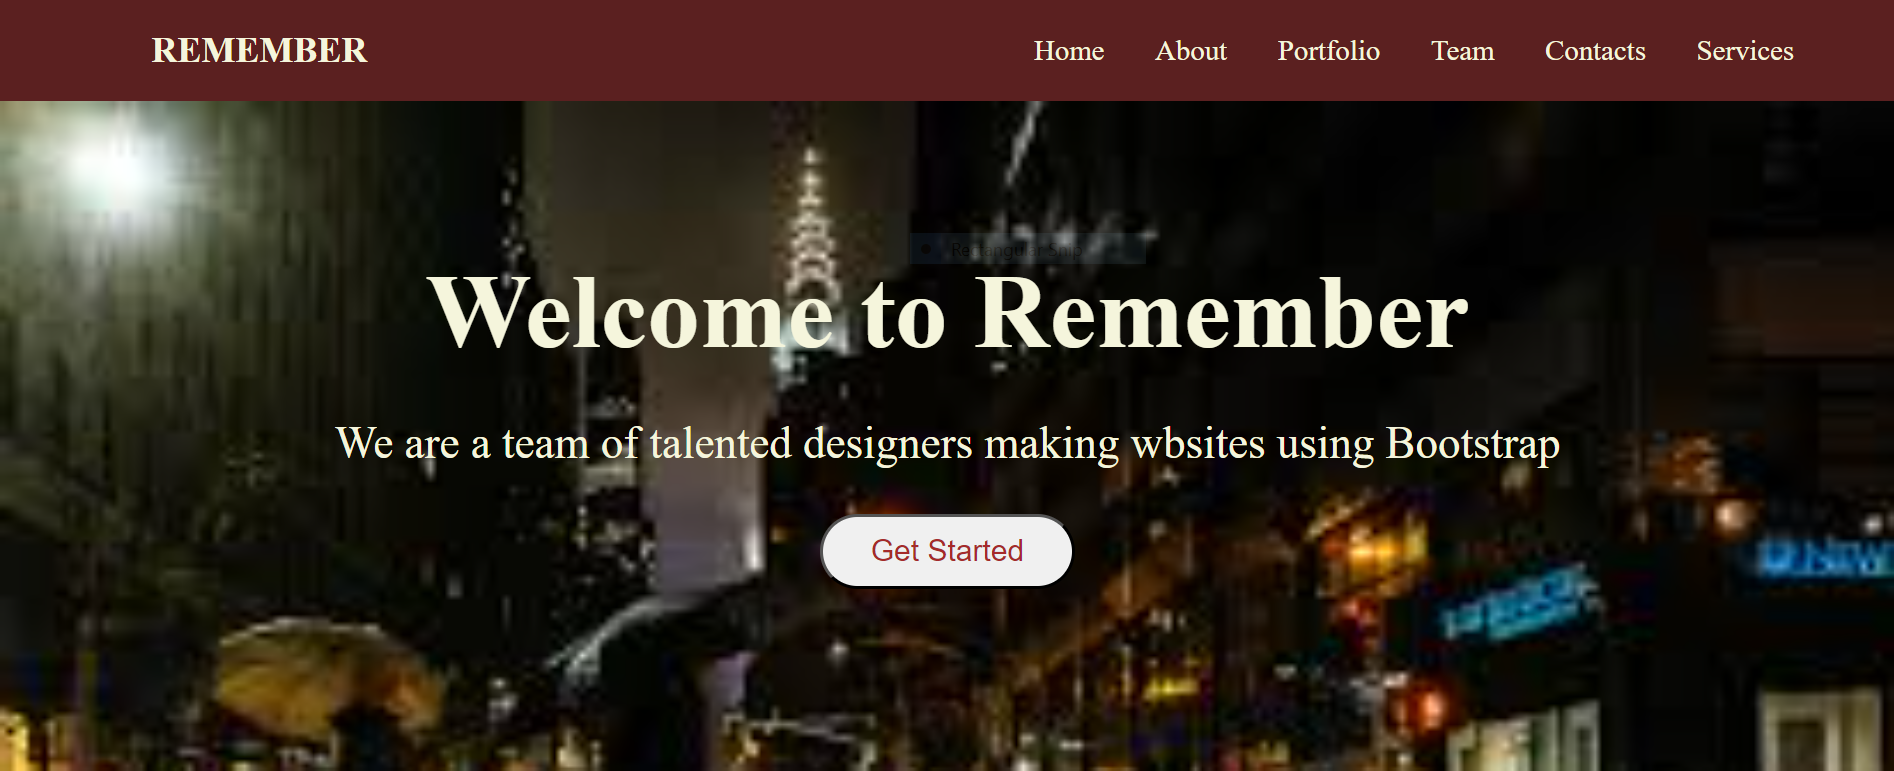 REMEMBER Home About Portfolio Team Contacts Services
Rectangular Snip
Welcome to Remember
We are a team of talented designers making wbsites using Bootstrap
Get Started